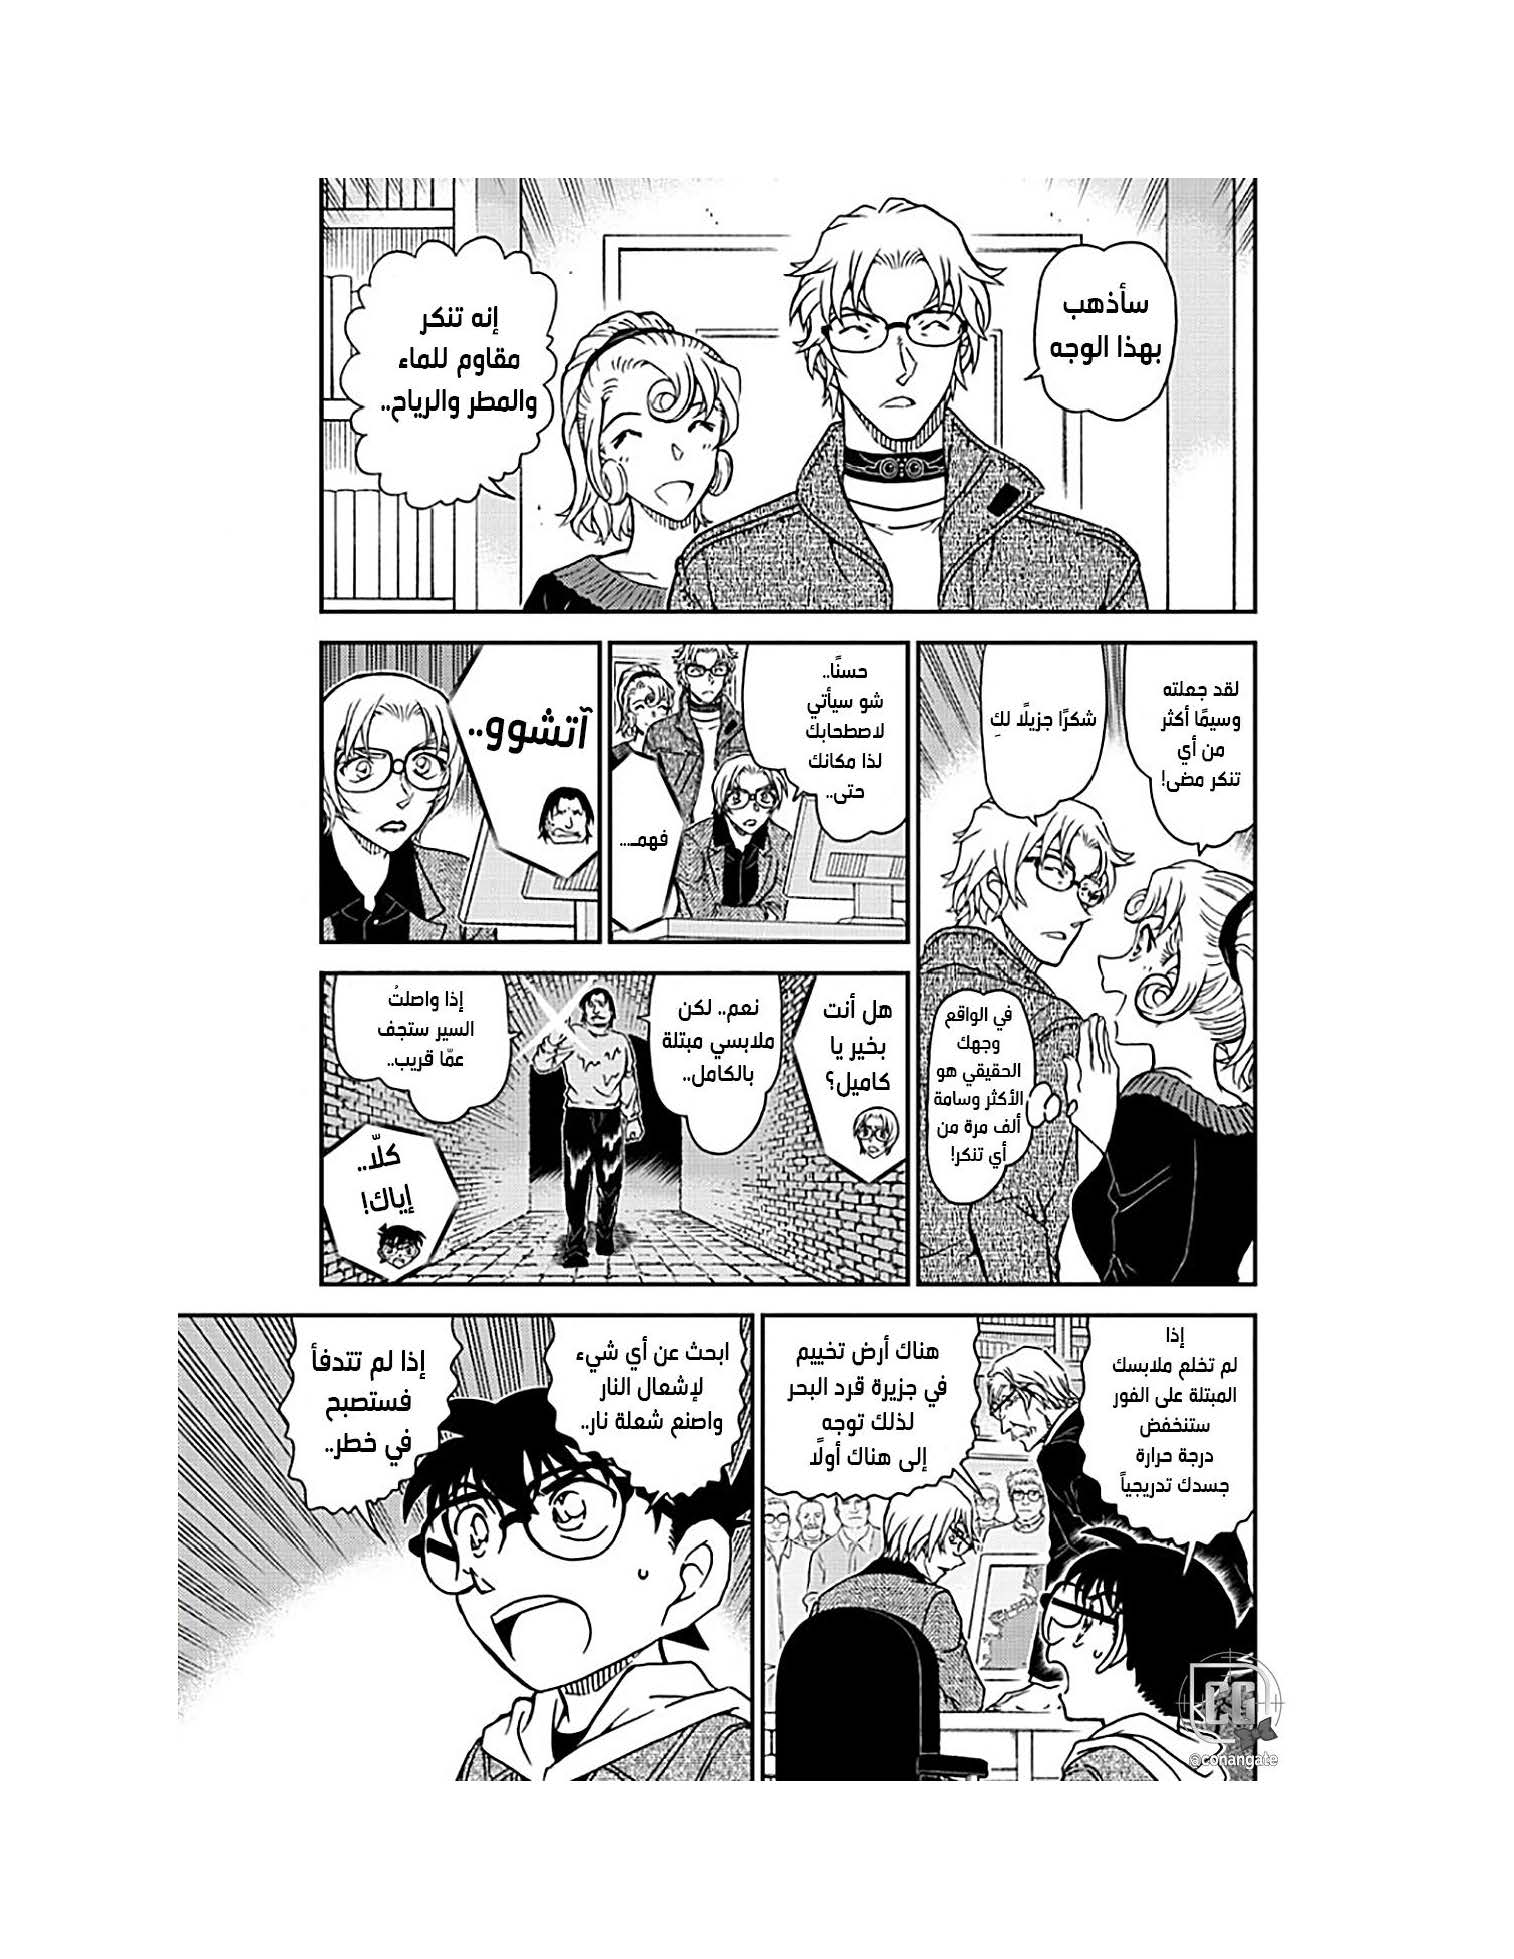 سأذهب
بهذا الوجه
إنه تنكر
مقاوم للماء
والمطر والرياح..
لقد جعلته
وسيمًا أكثر
من أي
تنكر مضى!
شكرًا جزيلًا لكِ
في الواقع
وجهك
الحقيقي هو
الأكثر وسامة
ألف مرة من
أي تنكر!
حسنًا..
شو سيأتي
لاصطحابك
لذا مكانك
حتى..
فهمـــ...
آتشوو..
هل أنت
بخير يا
كاميل؟
نعم.. لكن
ملابسي مبتلة
بالكامل..
إذا واصلتُ
السير ستجف
عمّا قريب..
كلّا..
إياك!
إذا
لم تخلع ملابسك
المبتلة على الفور
ستنخفض
درجة حرارة
جسدك تدريجياً
هناك أرض تخييم
في جزيرة قرد البحر
لذلك توجه
إلى هناك أولًا
ابحث عن أي شيء
لإشعال النار
واصنع شعلة نار..
إذا لم تتدفأ
فستصبح
في خطر..
CG
@conangate